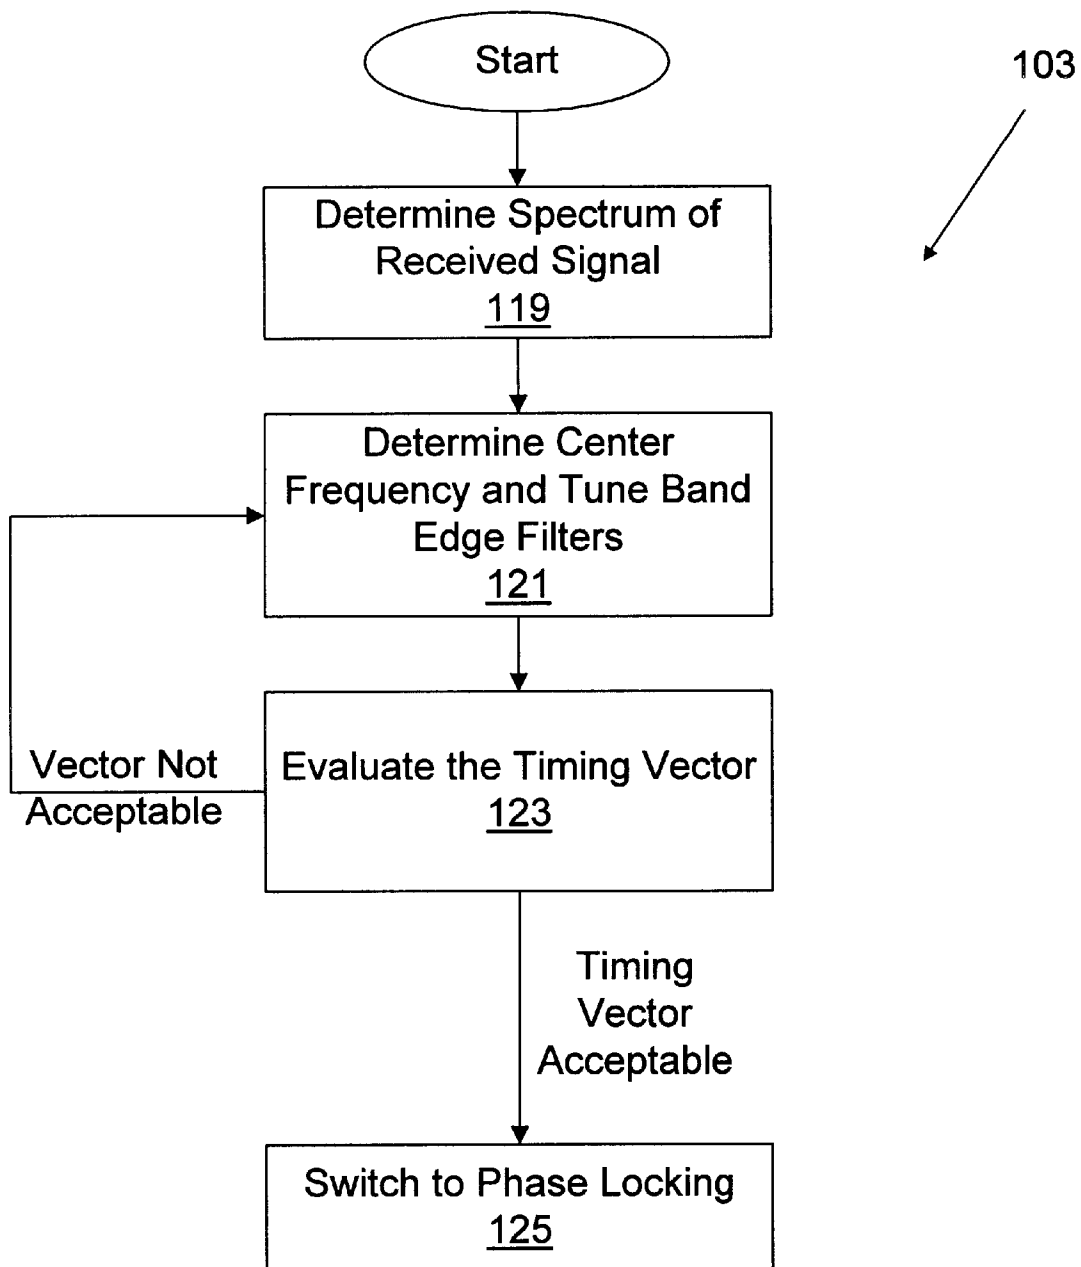 Start
103
Determine Spectrum of
Received Signal
119
Determine Center
Frequency and Tune Band
Edge Filters
121
Vector Not
Acceptable
Evaluate the Timing Vector
123
Timing
Vector
Acceptable
Switch to Phase Locking
125